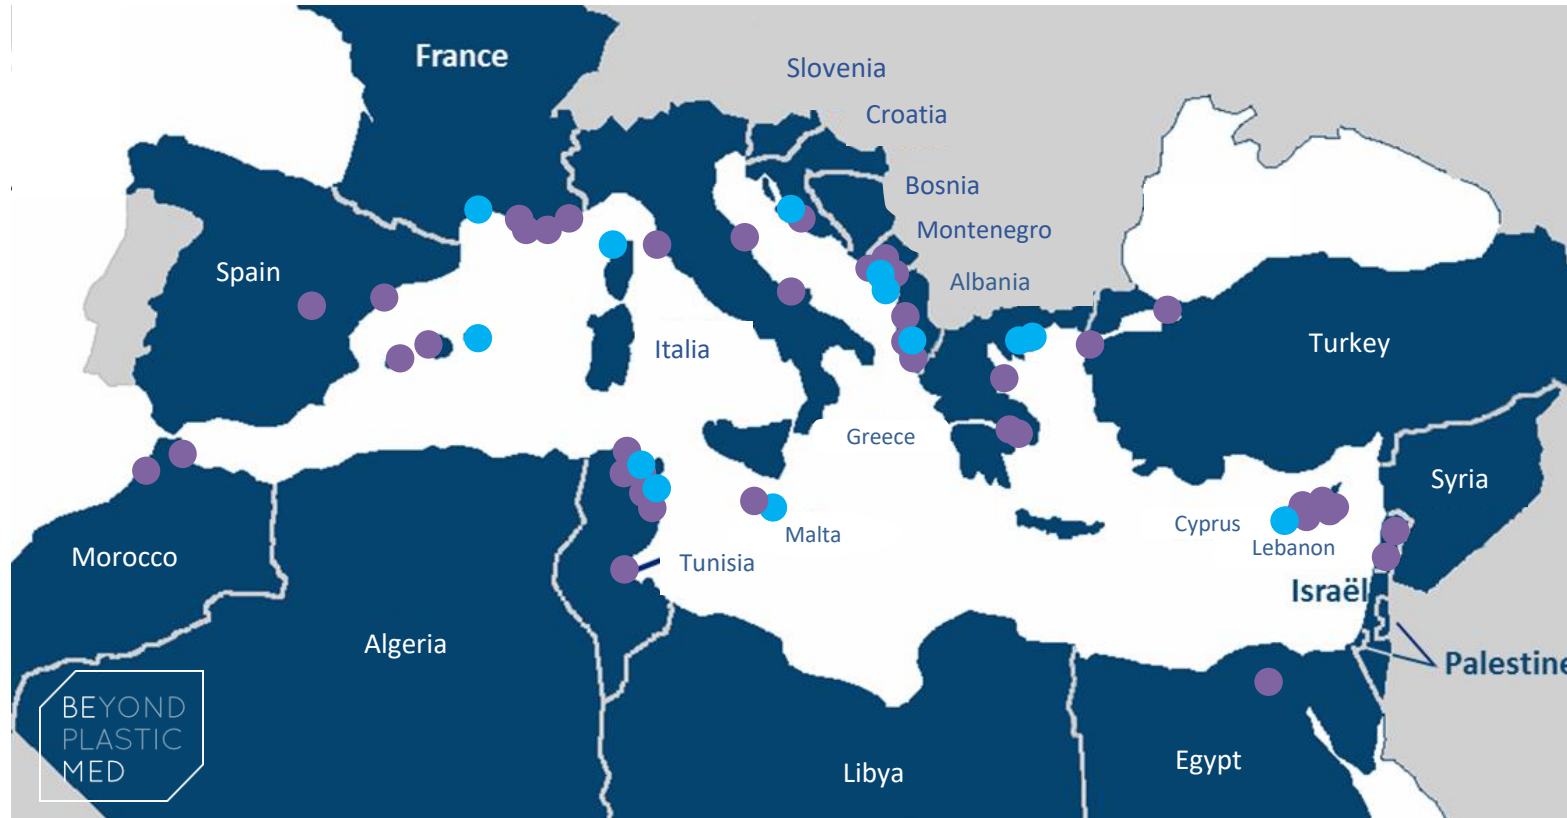 France
Slovenia
Croatia
Bosnia
Montenegro
Albania
Spain
Italia
Turkey
Greece
Syria
Cyprus
Malta
Lebanon
Morocco
Tunisia
Israël
Algeria
Palestine
BEYOND
PLASTIC
MED
Libya
Egypt